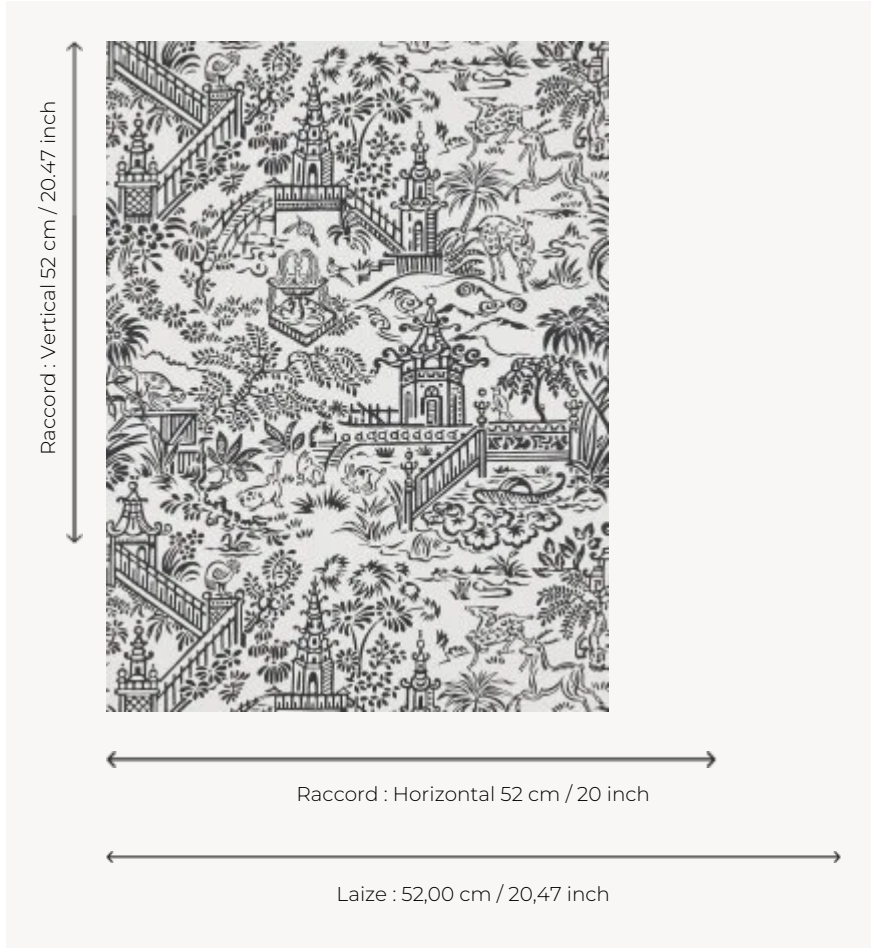 Raccord : Vertical 52 cm / 20.47 inch
Raccord : Horizontal 52 cm / 20 inch
Laize : 52,00 cm / 20,47 inch